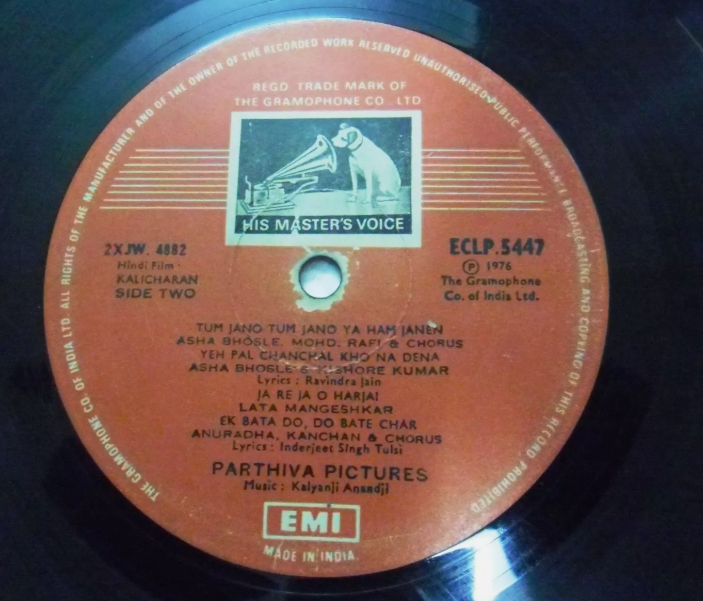 THE GRAMOPHONE CO. OF INDIA LTD. ALL RIGHTS OF THE MANUFACTURER AND OF THE OWNER OF THE RECORDED WORK RESERVED UNAUTHORISED PUBLIC PERFORMANCE BROADCASTING AND COPYING OF THIS RECORD PROHIBITED
REGD TRADE MARK OF
THE GRAMOPHONE CO. LTD
HIS MASTER'S VOICE
2XJW. 4882
Hindi Film -
KALICHARAN
SIDE TWO
ECLP.5447
Ⓟ 1976
The Gramophone
Co. of India Ltd.
TUM JANO TUM JANO YA HAM JANEN
ASHA BHOSLE, MOHD. RAFI & CHORUS
YEH PAL CHANCHAL KHO NA DENA
ASHA BHOSLE & KISHORE KUMAR
Lyrics : Ravindra Jain
JA RE JA O HARJAI
LATA MANGESHKAR
EK BATA DO, DO BATE CHAR
ANURADHA, KANCHAN & CHORUS
Lyrics : Inderjeet Singh Tulsi
PARTHIVA PICTURES
Music : Kalyanji Anandji
EMI
MADE IN INDIA